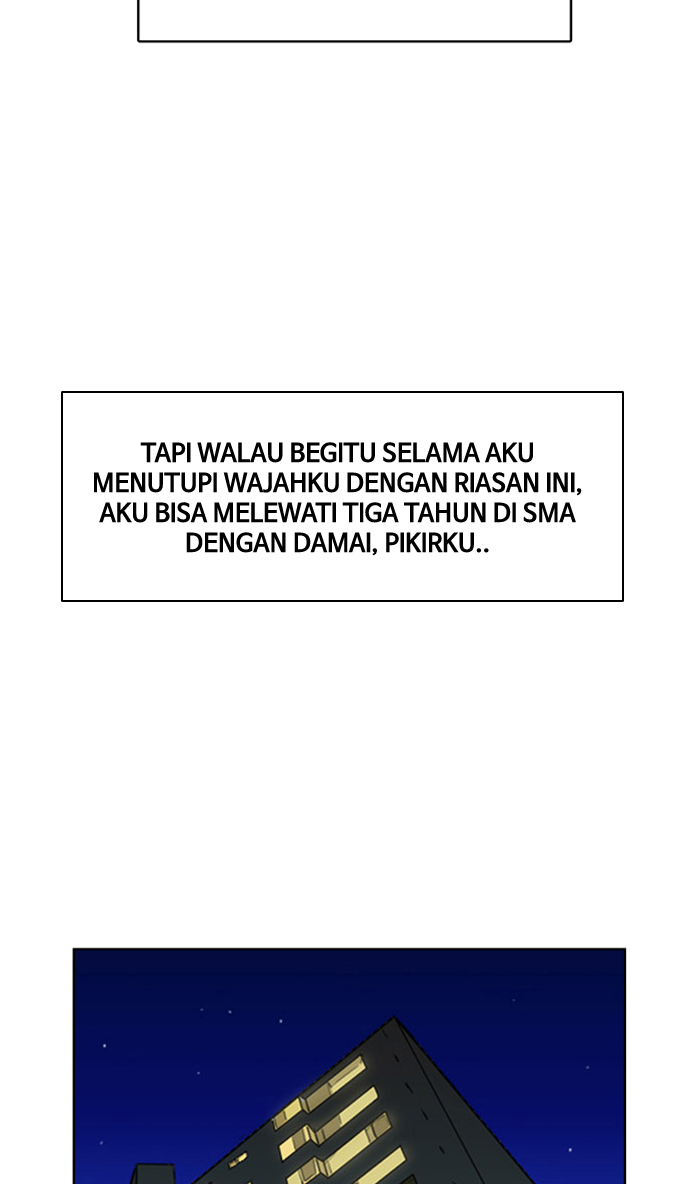 TAPI WALAU BEGITU SELAMA AKU
MENUTUPI WAJAHKU DENGAN RIASAN INI,
AKU BISA MELEWATI TIGA TAHUN DI SMA
DENGAN DAMAI, PIKIRKU..